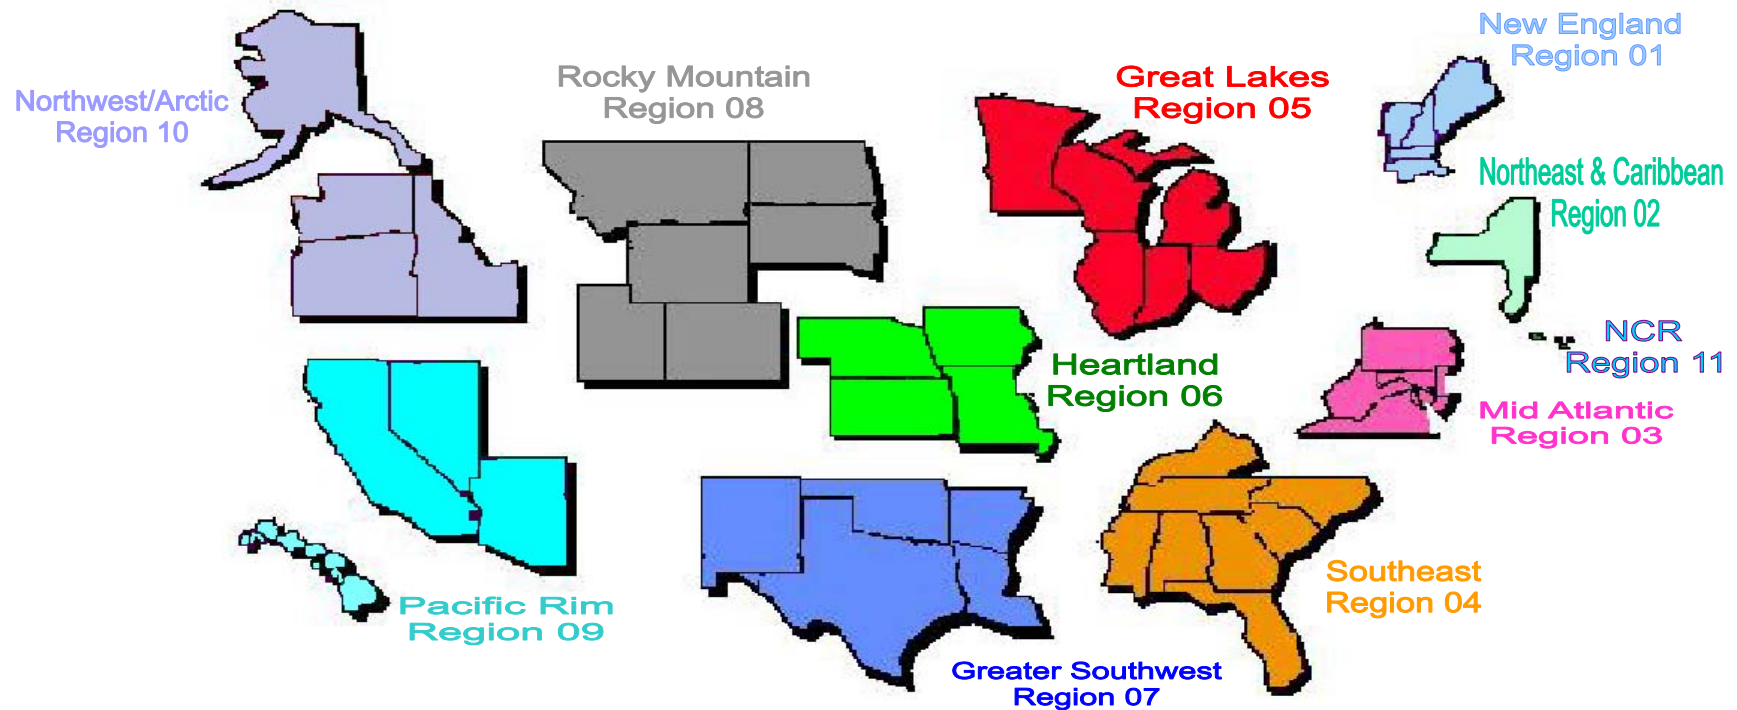 New England
Region 01
Rocky Mountain
Region 08
Great Lakes
Region 05
Northwest/Arctic
Region 10
Northeast & Caribbean
Region 02
NCR
Region 11
Heartland
Region 06
Mid Atlantic
Region 03
Southeast
Region 04
Pacific Rim
Region 09
Greater Southwest
Region 07